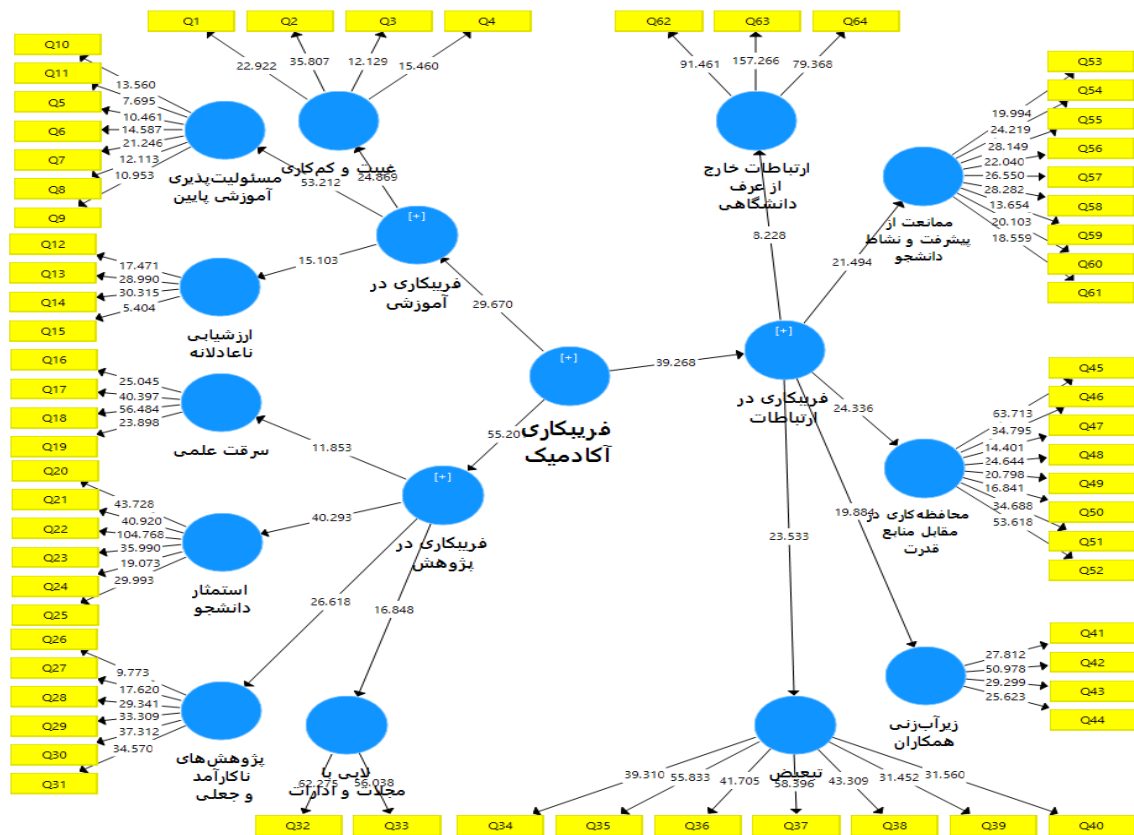 Q1
Q2
Q3
Q4
22.922
35.807
12.129
15.460
غیبت و کم‌کاری
24.869
Q10
Q11
Q5
Q6
Q7
Q8
Q9
13.560
7.695
10.461
14.587
21.246
12.113
10.953
مسئولیت‌پذیری
آموزشی پایین
53.212
Q12
Q13
Q14
Q15
17.471
28.990
30.315
5.404
ارزشیابی
ناعادلانه
15.103
[+]
فریبکاری در
آموزشی
29.670
Q16
Q17
Q18
Q19
25.045
40.397
56.484
23.898
سرقت علمی
11.853
Q20
Q21
Q22
Q23
Q24
Q25
43.728
40.920
104.768
35.990
19.073
29.993
استمثار
دانشجو
40.293
Q26
Q27
Q28
Q29
Q30
Q31
9.773
17.620
29.341
33.309
37.312
34.570
پژوهش‌های
ناکارآمد
و جعلی
26.618
[+]
فریبکاری در
پژوهش
55.20
16.848
لابی با
مجلات و ادارات
62.275
56.038
Q32
Q33
[+]
فریبکاری
آکادمیک
39.268
[+]
فریبکاری در
ارتباطات
Q62
Q63
Q64
91.461
157.266
79.368
ارتباطات خارج
از عرف
دانشگاهی
8.228
Q53
Q54
Q55
Q56
Q57
Q58
Q59
Q60
Q61
19.994
24.219
28.149
22.040
26.550
28.282
13.654
20.103
18.559
ممانعت از
پیشرفت و نشاط
دانشجو
21.494
Q45
Q46
Q47
Q48
Q49
Q50
Q51
Q52
63.713
34.795
14.401
24.644
20.798
16.841
34.688
53.618
محافظه‌کاری در
مقابل منابع
قدرت
24.336
Q41
Q42
Q43
Q44
27.812
50.978
29.299
25.623
زیرآب‌زنی
همکاران
19.884
23.533
تبعیض
39.310
55.833
41.705
58.396
43.309
31.452
31.560
Q34
Q35
Q36
Q37
Q38
Q39
Q40